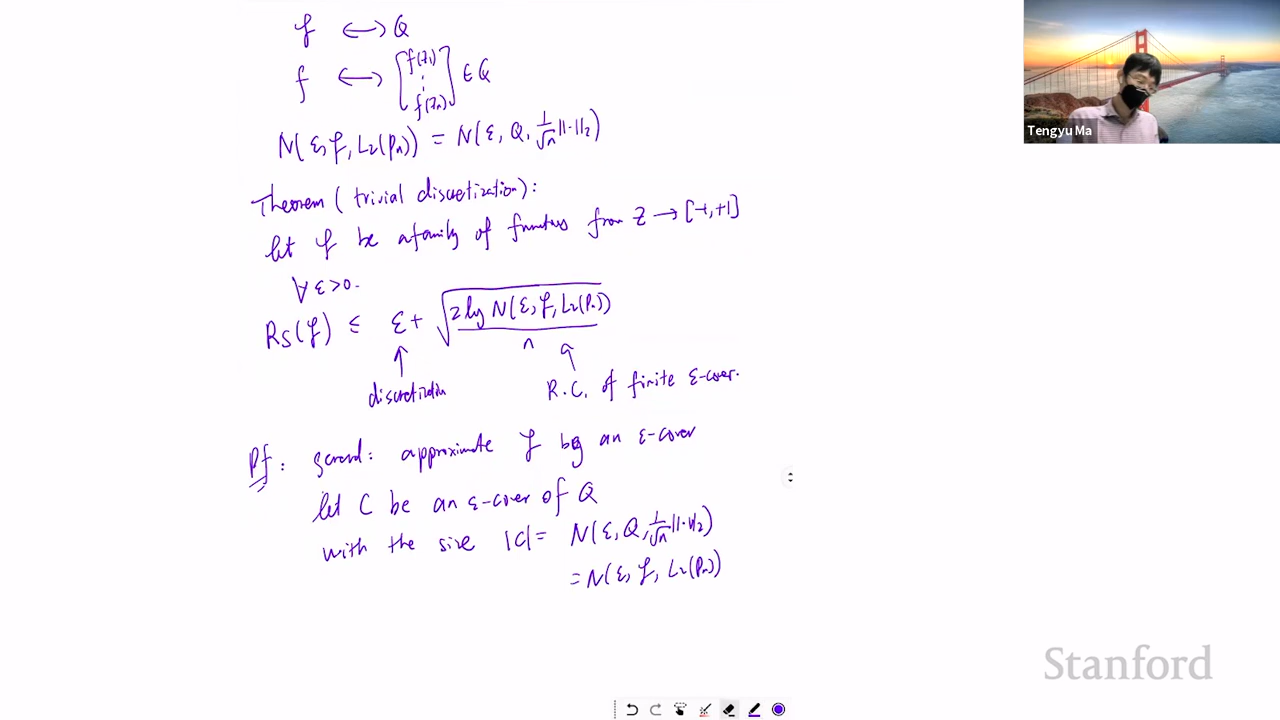 F ⟷ Q
f ⟷ [f(z₁) ⋮ f(zₙ)] ∈ Q
N(ε, F, L₂(Pₙ)) = N(ε, Q, 1/√n ‖·‖₂)
Theorem (trivial discretization):
let F be a family of functions from Z → [-1, +1]
∀ ε > 0.
R_S(F) ≤ ε + √(2 log N(ε, F, L₂(Pₙ)) / n)
↑ ↑
discretization R.C. of finite ε-cover.
Pf: general: approximate F by an ε-cover
let C be an ε-cover of Q
with the size |C| = N(ε, Q, 1/√n ‖·‖₂)
= N(ε, F, L₂(Pₙ))
Tengyu Ma
Stanford